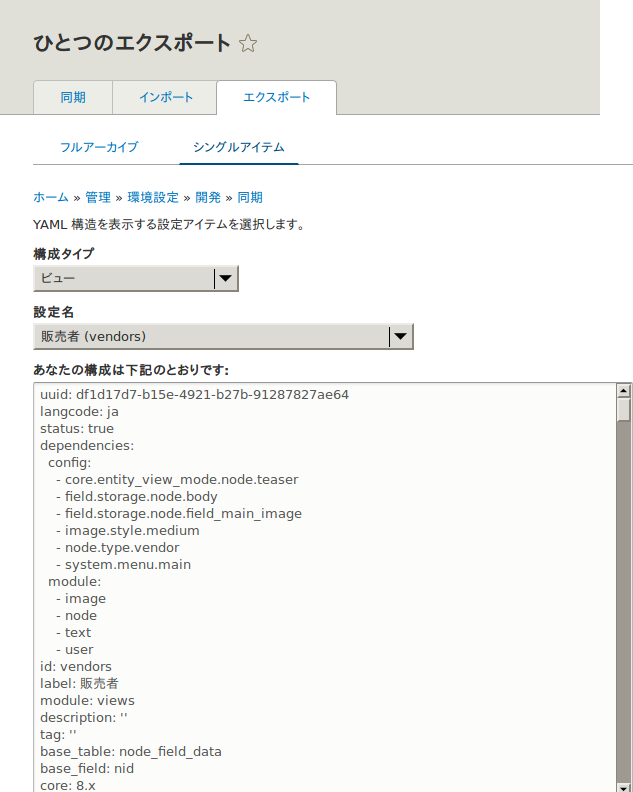 ひとつのエクスポート
同期 インポート エクスポート
フルアーカイブ シングルアイテム
ホーム » 管理 » 環境設定 » 開発 » 同期
YAML 構造を表示する設定アイテムを選択します。
構成タイプ
ビュー
設定名
販売者 (vendors)
あなたの構成は下記のとおりです:
uuid: df1d17d7-b15e-4921-b27b-91287827ae64
langcode: ja
status: true
dependencies:
  config:
    - core.entity_view_mode.node.teaser
    - field.storage.node.body
    - field.storage.node.field_main_image
    - image.style.medium
    - node.type.vendor
    - system.menu.main
  module:
    - image
    - node
    - text
    - user
id: vendors
label: 販売者
module: views
description: ''
tag: ''
base_table: node_field_data
base_field: nid
core: 8.x